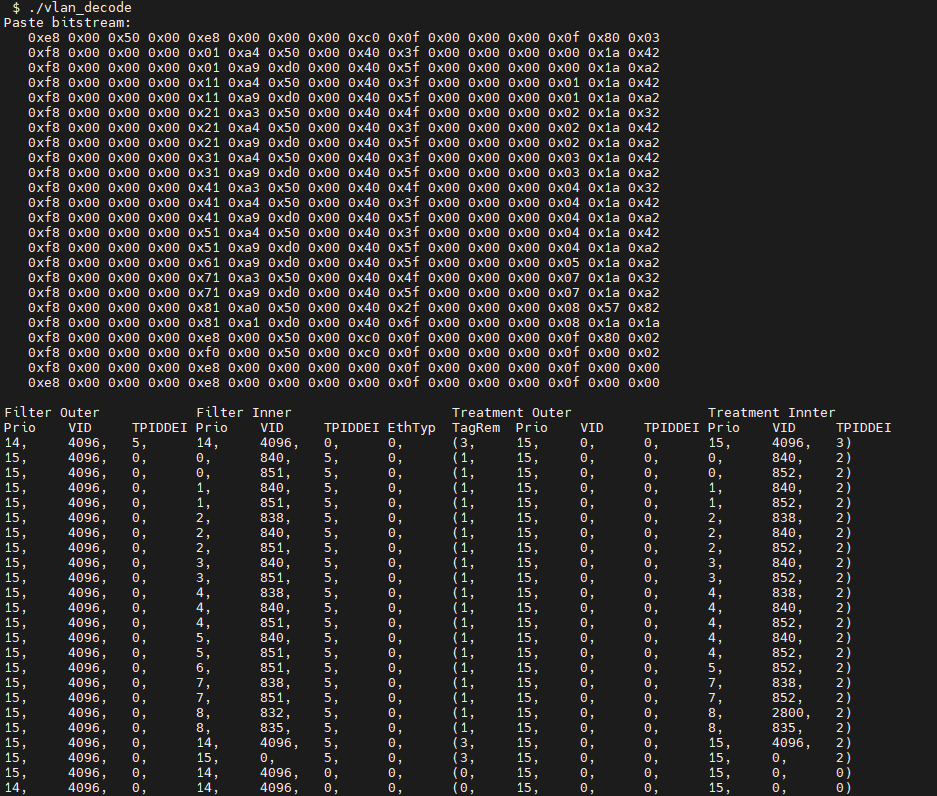 $ ./vlan_decode
Paste bitstream:
0xe8 0x00 0x50 0x00 0xe8 0x00 0x00 0x00 0xc0 0x0f 0x00 0x00 0x00 0x0f 0x80 0x03
0xf8 0x00 0x00 0x00 0x01 0xa4 0x50 0x00 0x40 0x3f 0x00 0x00 0x00 0x00 0x1a 0x42
0xf8 0x00 0x00 0x00 0x01 0xa9 0xd0 0x00 0x40 0x5f 0x00 0x00 0x00 0x00 0x1a 0xa2
0xf8 0x00 0x00 0x00 0x11 0xa4 0x50 0x00 0x40 0x3f 0x00 0x00 0x00 0x01 0x1a 0x42
0xf8 0x00 0x00 0x00 0x11 0xa9 0xd0 0x00 0x40 0x5f 0x00 0x00 0x00 0x01 0x1a 0xa2
0xf8 0x00 0x00 0x00 0x21 0xa3 0x50 0x00 0x40 0x4f 0x00 0x00 0x00 0x02 0x1a 0x32
0xf8 0x00 0x00 0x00 0x21 0xa4 0x50 0x00 0x40 0x3f 0x00 0x00 0x00 0x02 0x1a 0x42
0xf8 0x00 0x00 0x00 0x21 0xa9 0xd0 0x00 0x40 0x5f 0x00 0x00 0x00 0x02 0x1a 0xa2
0xf8 0x00 0x00 0x00 0x31 0xa4 0x50 0x00 0x40 0x3f 0x00 0x00 0x00 0x03 0x1a 0x42
0xf8 0x00 0x00 0x00 0x31 0xa9 0xd0 0x00 0x40 0x5f 0x00 0x00 0x00 0x03 0x1a 0xa2
0xf8 0x00 0x00 0x00 0x41 0xa3 0x50 0x00 0x40 0x4f 0x00 0x00 0x00 0x04 0x1a 0x32
0xf8 0x00 0x00 0x00 0x41 0xa4 0x50 0x00 0x40 0x3f 0x00 0x00 0x00 0x04 0x1a 0x42
0xf8 0x00 0x00 0x00 0x41 0xa9 0xd0 0x00 0x40 0x5f 0x00 0x00 0x00 0x04 0x1a 0xa2
0xf8 0x00 0x00 0x00 0x51 0xa4 0x50 0x00 0x40 0x3f 0x00 0x00 0x00 0x04 0x1a 0x42
0xf8 0x00 0x00 0x00 0x51 0xa9 0xd0 0x00 0x40 0x5f 0x00 0x00 0x00 0x04 0x1a 0xa2
0xf8 0x00 0x00 0x00 0x61 0xa9 0xd0 0x00 0x40 0x5f 0x00 0x00 0x00 0x05 0x1a 0xa2
0xf8 0x00 0x00 0x00 0x71 0xa3 0x50 0x00 0x40 0x4f 0x00 0x00 0x00 0x07 0x1a 0x32
0xf8 0x00 0x00 0x00 0x71 0xa9 0xd0 0x00 0x40 0x5f 0x00 0x00 0x00 0x07 0x1a 0xa2
0xf8 0x00 0x00 0x00 0x81 0xa0 0x50 0x00 0x40 0x2f 0x00 0x00 0x00 0x08 0x57 0x82
0xf8 0x00 0x00 0x00 0x81 0xa1 0xd0 0x00 0x40 0x6f 0x00 0x00 0x00 0x08 0x1a 0x1a
0xf8 0x00 0x00 0x00 0xe8 0x00 0x50 0x00 0xc0 0x0f 0x00 0x00 0x00 0x0f 0x80 0x02
0xf8 0x00 0x00 0x00 0xf0 0x00 0x50 0x00 0xc0 0x0f 0x00 0x00 0x00 0x0f 0x00 0x02
0xf8 0x00 0x00 0x00 0xe8 0x00 0x00 0x00 0x00 0x0f 0x00 0x00 0x00 0x0f 0x00 0x00
0xe8 0x00 0x00 0x00 0xe8 0x00 0x00 0x00 0x00 0x0f 0x00 0x00 0x00 0x0f 0x00 0x00
Filter Outer Filter Inner Treatment Outer Treatment Innter
Prio VID TPIDDEI Prio VID TPIDDEI EthTyp TagRem Prio VID TPIDDEI Prio VID TPIDDEI
14, 4096, 5, 14, 4096, 0, 0, (3, 15, 0, 0, 15, 4096, 3)
15, 4096, 0, 0, 840, 5, 0, (1, 15, 0, 0, 0, 840, 2)
15, 4096, 0, 0, 851, 5, 0, (1, 15, 0, 0, 0, 852, 2)
15, 4096, 0, 1, 840, 5, 0, (1, 15, 0, 0, 1, 840, 2)
15, 4096, 0, 1, 851, 5, 0, (1, 15, 0, 0, 1, 852, 2)
15, 4096, 0, 2, 838, 5, 0, (1, 15, 0, 0, 2, 838, 2)
15, 4096, 0, 2, 840, 5, 0, (1, 15, 0, 0, 2, 840, 2)
15, 4096, 0, 2, 851, 5, 0, (1, 15, 0, 0, 2, 852, 2)
15, 4096, 0, 3, 840, 5, 0, (1, 15, 0, 0, 3, 840, 2)
15, 4096, 0, 3, 851, 5, 0, (1, 15, 0, 0, 3, 852, 2)
15, 4096, 0, 4, 838, 5, 0, (1, 15, 0, 0, 4, 838, 2)
15, 4096, 0, 4, 840, 5, 0, (1, 15, 0, 0, 4, 840, 2)
15, 4096, 0, 4, 851, 5, 0, (1, 15, 0, 0, 4, 852, 2)
15, 4096, 0, 5, 840, 5, 0, (1, 15, 0, 0, 4, 840, 2)
15, 4096, 0, 5, 851, 5, 0, (1, 15, 0, 0, 4, 852, 2)
15, 4096, 0, 6, 851, 5, 0, (1, 15, 0, 0, 5, 852, 2)
15, 4096, 0, 7, 838, 5, 0, (1, 15, 0, 0, 7, 838, 2)
15, 4096, 0, 7, 851, 5, 0, (1, 15, 0, 0, 7, 852, 2)
15, 4096, 0, 8, 832, 5, 0, (1, 15, 0, 0, 8, 2800, 2)
15, 4096, 0, 8, 835, 5, 0, (1, 15, 0, 0, 8, 835, 2)
15, 4096, 0, 14, 4096, 5, 0, (3, 15, 0, 0, 15, 4096, 2)
15, 4096, 0, 15, 0, 5, 0, (3, 15, 0, 0, 15, 0, 2)
15, 4096, 0, 14, 4096, 0, 0, (0, 15, 0, 0, 15, 0, 0)
14, 4096, 0, 14, 4096, 0, 0, (0, 15, 0, 0, 15, 0, 0)